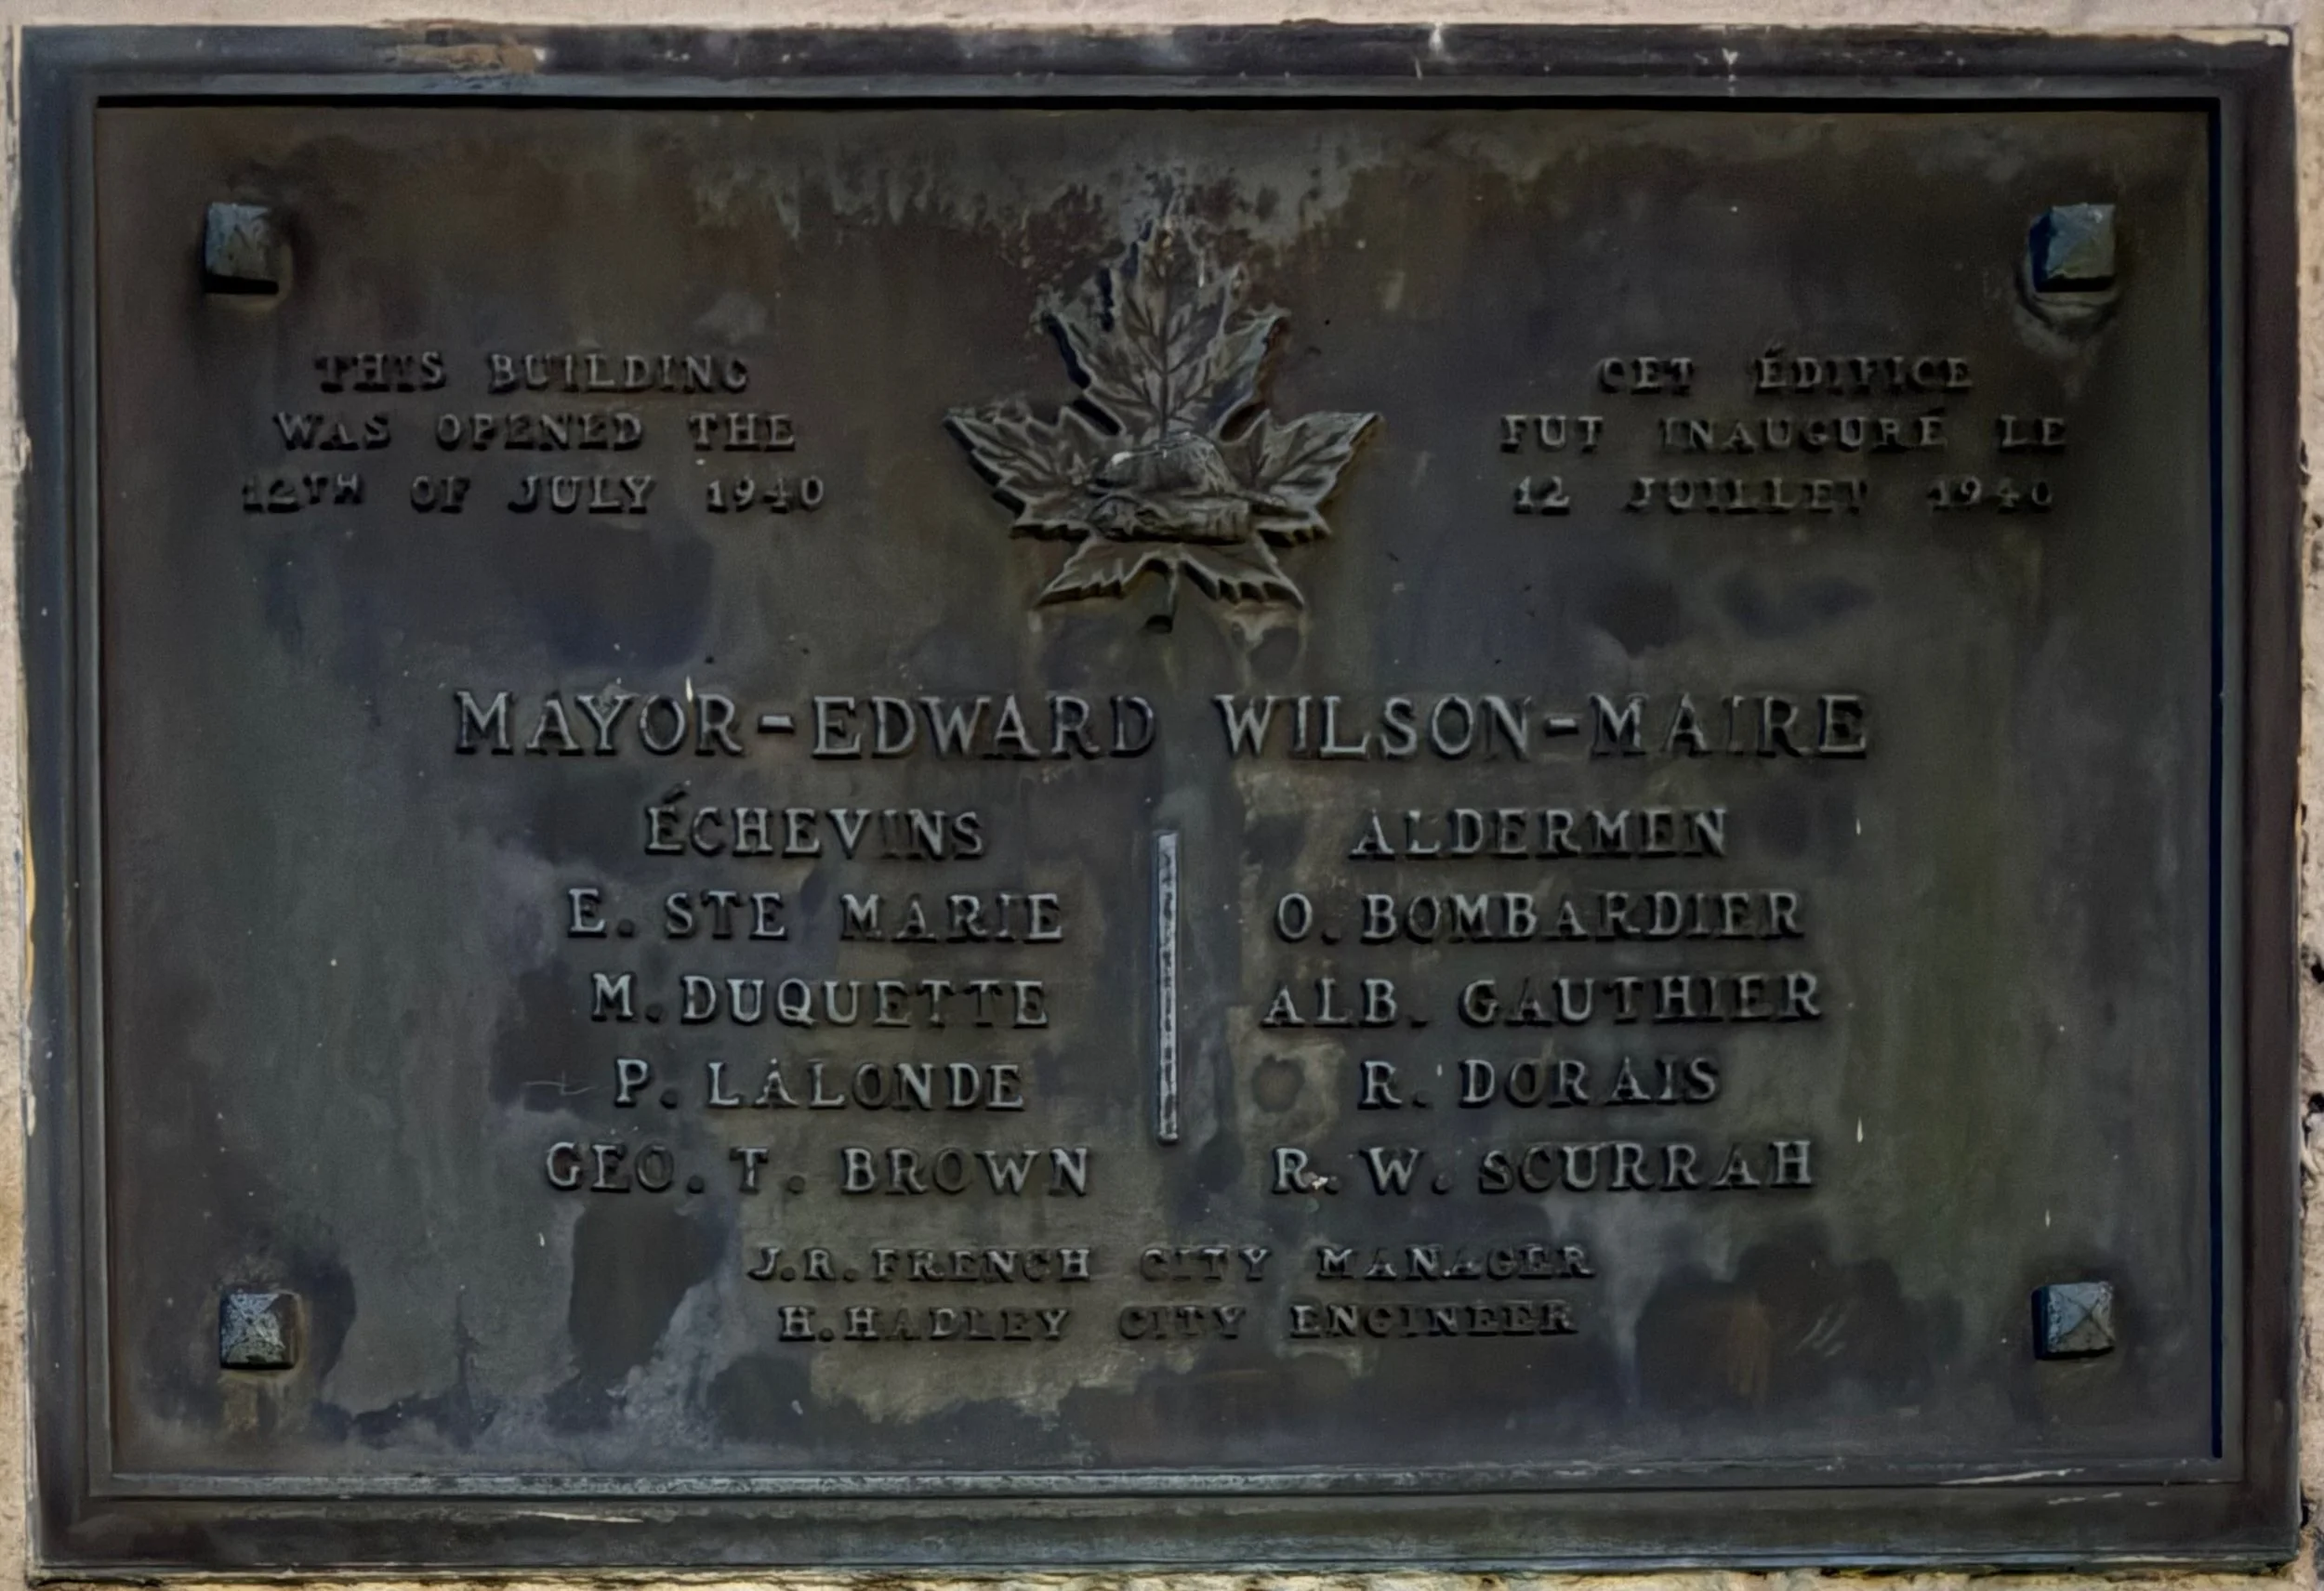 THIS BUILDING
WAS OPENED THE
12TH OF JULY 1940
CET ÉDIFICE
FUT INAUGURÉ LE
12 JUILLET 1940
MAYOR-EDWARD WILSON-MAIRE
ÉCHEVINS
E. STE MARIE
M. DUQUETTE
P. LALONDE
GEO. T. BROWN
ALDERMEN
O. BOMBARDIER
ALB. GAUTHIER
R. DORAIS
R. W. SCURRAH
J.R. FRENCH CITY MANAGER
H. HADLEY CITY ENGINEER